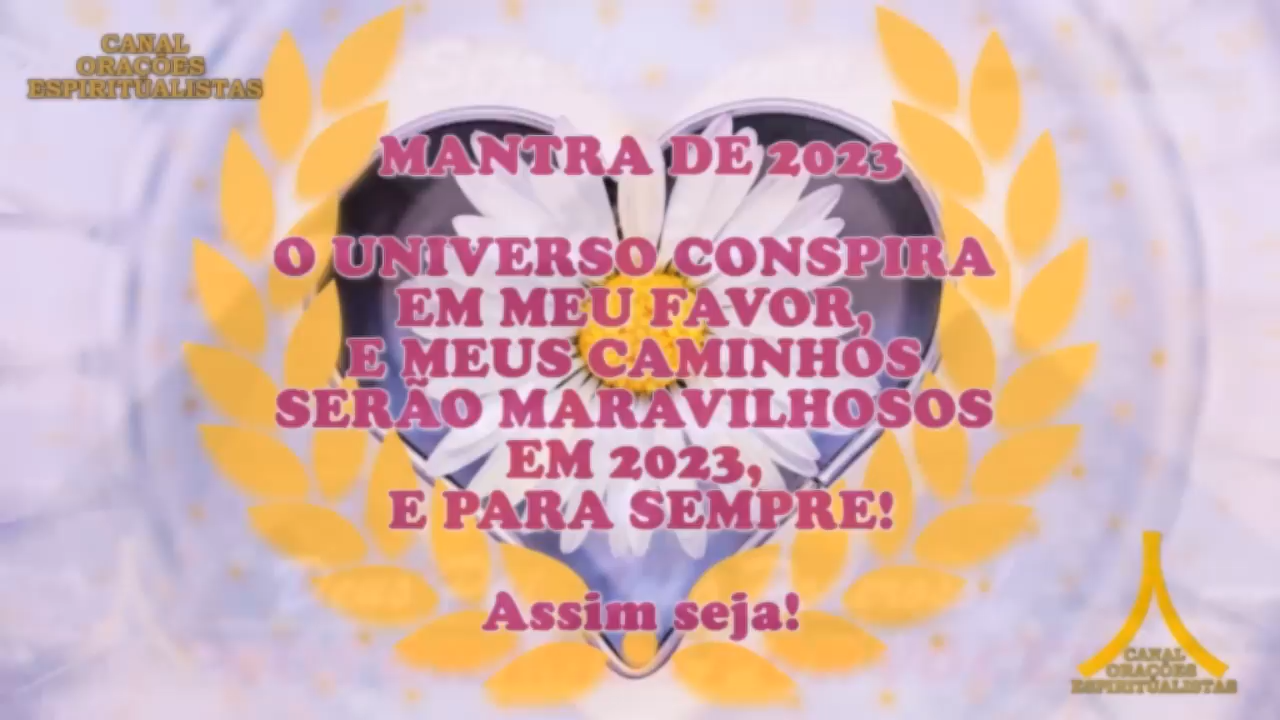 CANAL
ORAÇÕES
ESPIRITUALISTAS
MANTRA DE 2023
O UNIVERSO CONSPIRA
EM MEU FAVOR,
E MEUS CAMINHOS
SERÃO MARAVILHOSOS
EM 2023,
E PARA SEMPRE!
Assim seja!
CANAL
ORAÇÕES
ESPIRITUALISTAS